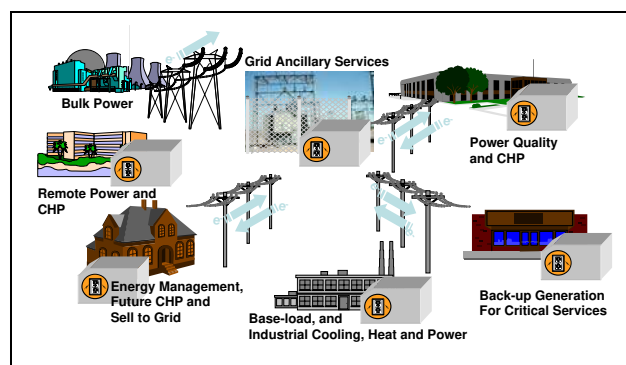 Grid Ancillary Services
Bulk Power
e-
e-
e-
Power Quality
and CHP
Remote Power and
CHP
e-
e-
e-
e-
Energy Management,
Future CHP and
Sell to Grid
Base-load, and
Industrial Cooling, Heat and Power
Back-up Generation
For Critical Services